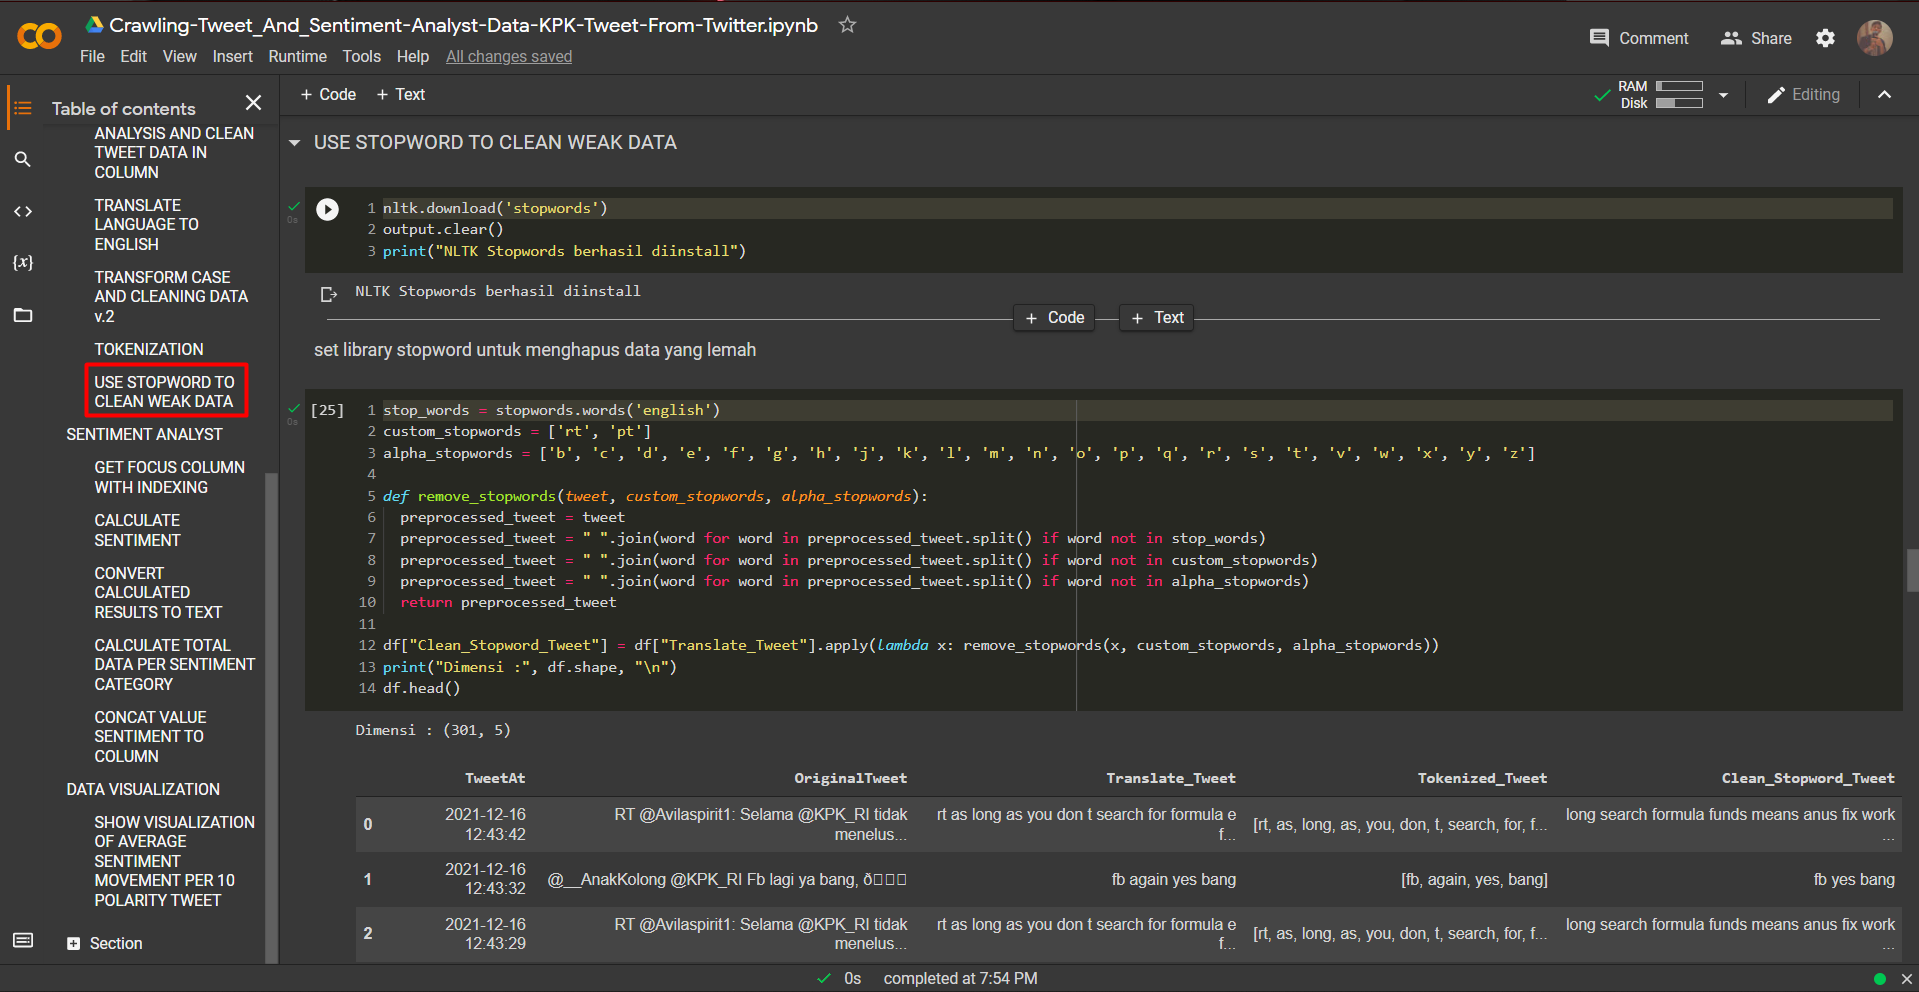 Crawling-Tweet_And_Sentiment-Analyst-Data-KPK-Tweet-From-Twitter.ipynb
File Edit View Insert Runtime Tools Help All changes saved
Comment Share
Table of contents
ANALYSIS AND CLEAN
TWEET DATA IN
COLUMN
TRANSLATE
LANGUAGE TO
ENGLISH
TRANSFORM CASE
AND CLEANING DATA
v.2
TOKENIZATION
USE STOPWORD TO
CLEAN WEAK DATA
SENTIMENT ANALYST
GET FOCUS COLUMN
WITH INDEXING
CALCULATE
SENTIMENT
CONVERT
CALCULATED
RESULTS TO TEXT
CALCULATE TOTAL
DATA PER SENTIMENT
CATEGORY
CONCAT VALUE
SENTIMENT TO
COLUMN
DATA VISUALIZATION
SHOW VISUALIZATION
OF AVERAGE
SENTIMENT
MOVEMENT PER 10
POLARITY TWEET
Section
+ Code + Text
RAM
Disk
Editing
USE STOPWORD TO CLEAN WEAK DATA
0s
1 nltk.download('stopwords')
2 output.clear()
3 print("NLTK Stopwords berhasil diinstall")
NLTK Stopwords berhasil diinstall
+ Code + Text
set library stopword untuk menghapus data yang lemah
0s
[25] 1 stop_words = stopwords.words('english')
2 custom_stopwords = ['rt', 'pt']
3 alpha_stopwords = ['b', 'c', 'd', 'e', 'f', 'g', 'h', 'j', 'k', 'l', 'm', 'n', 'o', 'p', 'q', 'r', 's', 't', 'v', 'w', 'x', 'y', 'z']
4
5 def remove_stopwords(tweet, custom_stopwords, alpha_stopwords):
6 preprocessed_tweet = tweet
7 preprocessed_tweet = " ".join(word for word in preprocessed_tweet.split() if word not in stop_words)
8 preprocessed_tweet = " ".join(word for word in preprocessed_tweet.split() if word not in custom_stopwords)
9 preprocessed_tweet = " ".join(word for word in preprocessed_tweet.split() if word not in alpha_stopwords)
10 return preprocessed_tweet
11
12 df["Clean_Stopword_Tweet"] = df["Translate_Tweet"].apply(lambda x: remove_stopwords(x, custom_stopwords, alpha_stopwords))
13 print("Dimensi :", df.shape, "\n")
14 df.head()
Dimensi : (301, 5)
TweetAt OriginalTweet Translate_Tweet Tokenized_Tweet Clean_Stopword_Tweet
0 2021-12-16 12:43:42 RT @Avilaspirit1: Selama @KPK_RI tidak menelus... rt as long as you don t search for formula e f... [rt, as, long, as, you, don, t, search, for, f... long search formula funds means anus fix work ...
1 2021-12-16 12:43:32 @__AnakKolong @KPK_RI Fb lagi ya bang, ð□□□ fb again yes bang [fb, again, yes, bang] fb yes bang
2 2021-12-16 12:43:29 RT @Avilaspirit1: Selama @KPK_RI tidak menelus... rt as long as you don t search for formula e f... [rt, as, long, as, you, don, t, search, for, f... long search formula funds means anus fix work ...
0s completed at 7:54 PM